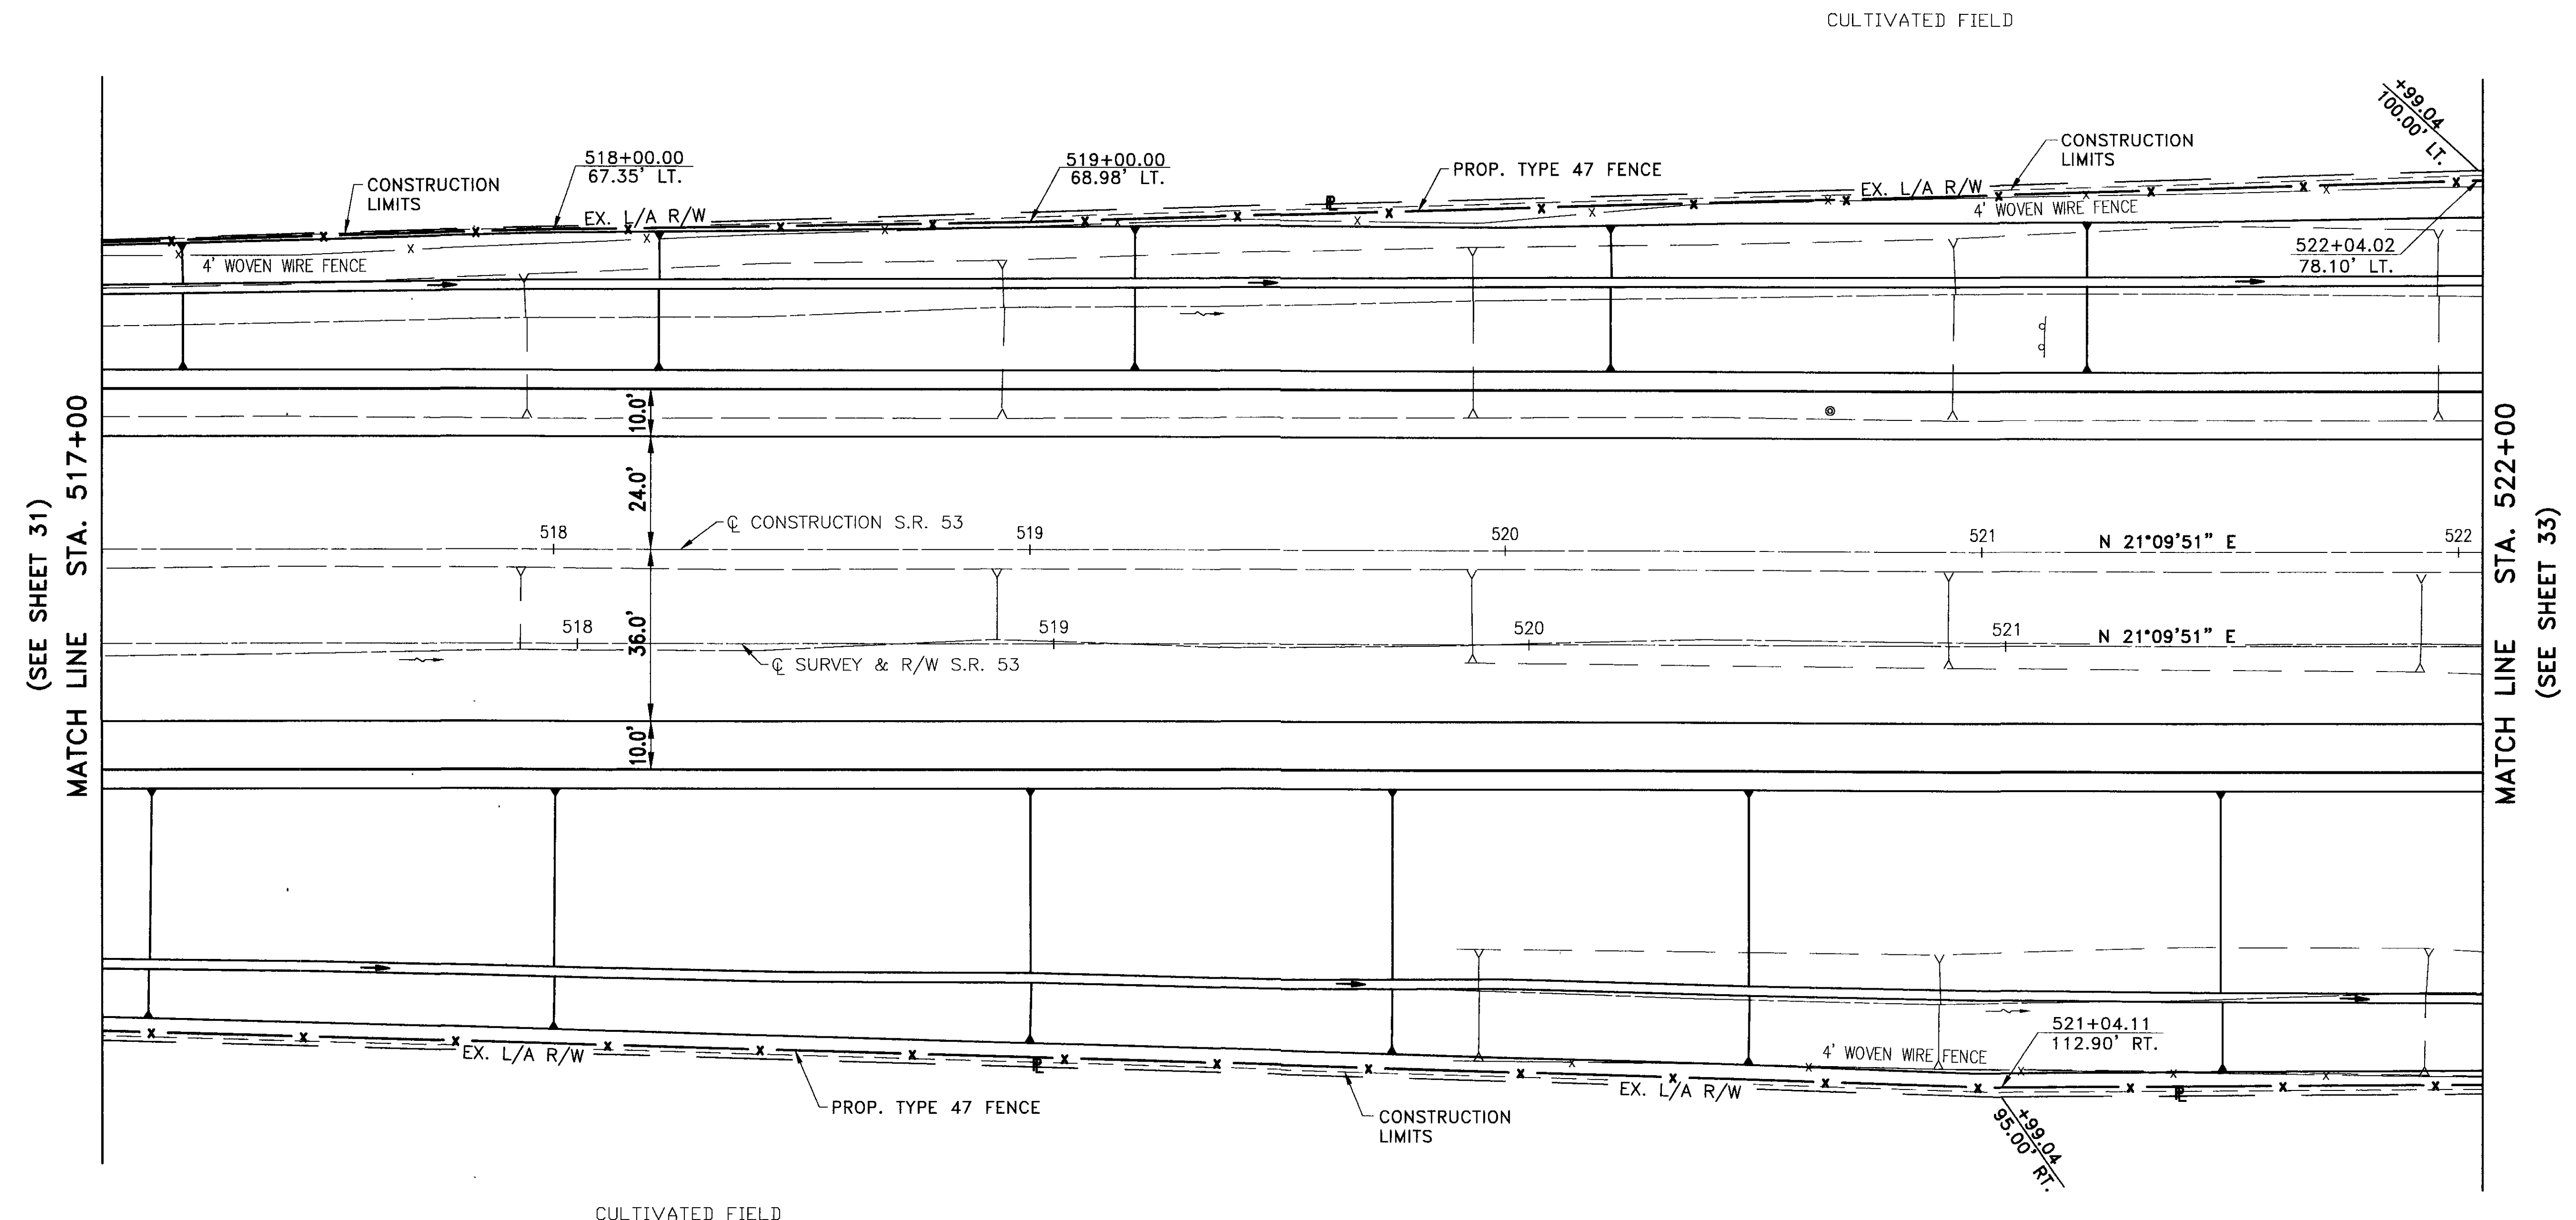 CULTIVATED FIELD
+99.04
100.00' LT.
CONSTRUCTION
LIMITS
518+00.00
67.35' LT.
519+00.00
68.98' LT.
PROP. TYPE 47 FENCE
CONSTRUCTION
LIMITS
EX. L/A R/W
EX. L/A R/W
4' WOVEN WIRE FENCE
4' WOVEN WIRE FENCE
℄
522+04.02
78.10' LT.
10.0'
24.0'
℄ CONSTRUCTION S.R. 53
518
519
520
521
N 21°09'51" E
522
36.0'
518
519
520
521
N 21°09'51" E
℄ SURVEY & R/W S.R. 53
10.0'
(SEE SHEET 31)
MATCH LINE STA. 517+00
MATCH LINE STA. 522+00
(SEE SHEET 33)
521+04.11
112.90' RT.
4' WOVEN WIRE FENCE
EX. L/A R/W
EX. L/A R/W
PROP. TYPE 47 FENCE
CONSTRUCTION
LIMITS
+99.04
95.00' RT.
CULTIVATED FIELD